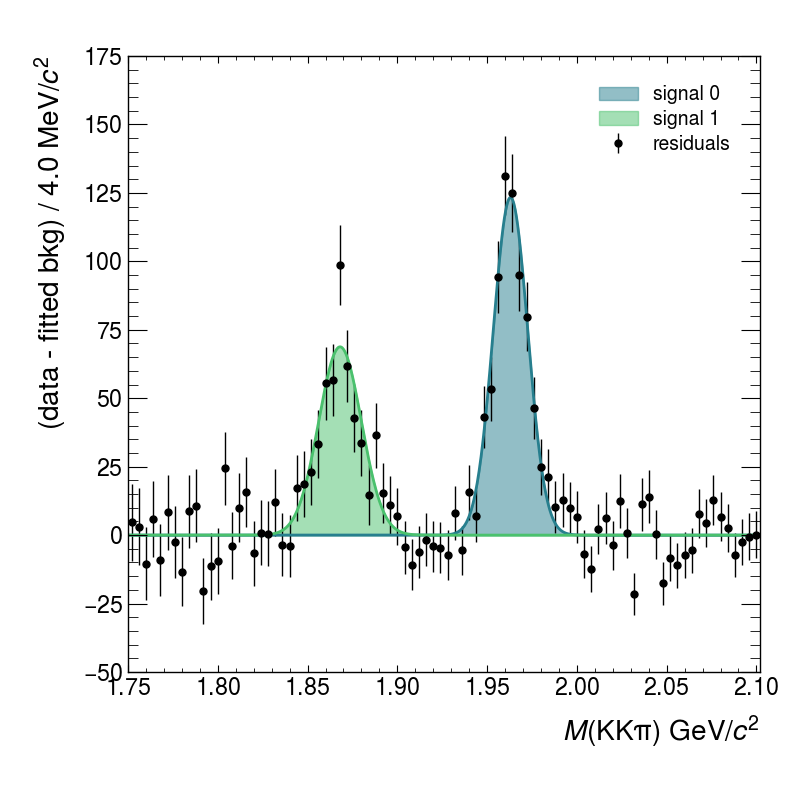 (data - fitted bkg) / 4.0 MeV/c²
175
150
125
100
75
50
25
0
−25
−50
signal 0
signal 1
residuals
1.75 1.80 1.85 1.90 1.95 2.00 2.05 2.10
M(KKπ) GeV/c²